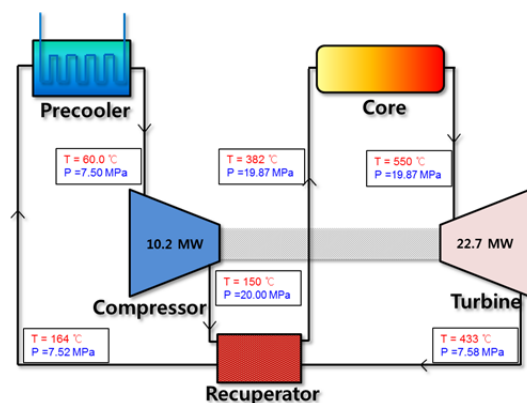 Precooler
Core
T = 60.0 ℃
P =7.50 MPa
T = 382 ℃
P =19.87 MPa
T = 550 ℃
P =19.87 MPa
10.2 MW
22.7 MW
Compressor
T = 150 ℃
P =20.00 MPa
Turbine
T = 164 ℃
P =7.52 MPa
T = 433 ℃
P =7.58 MPa
Recuperator